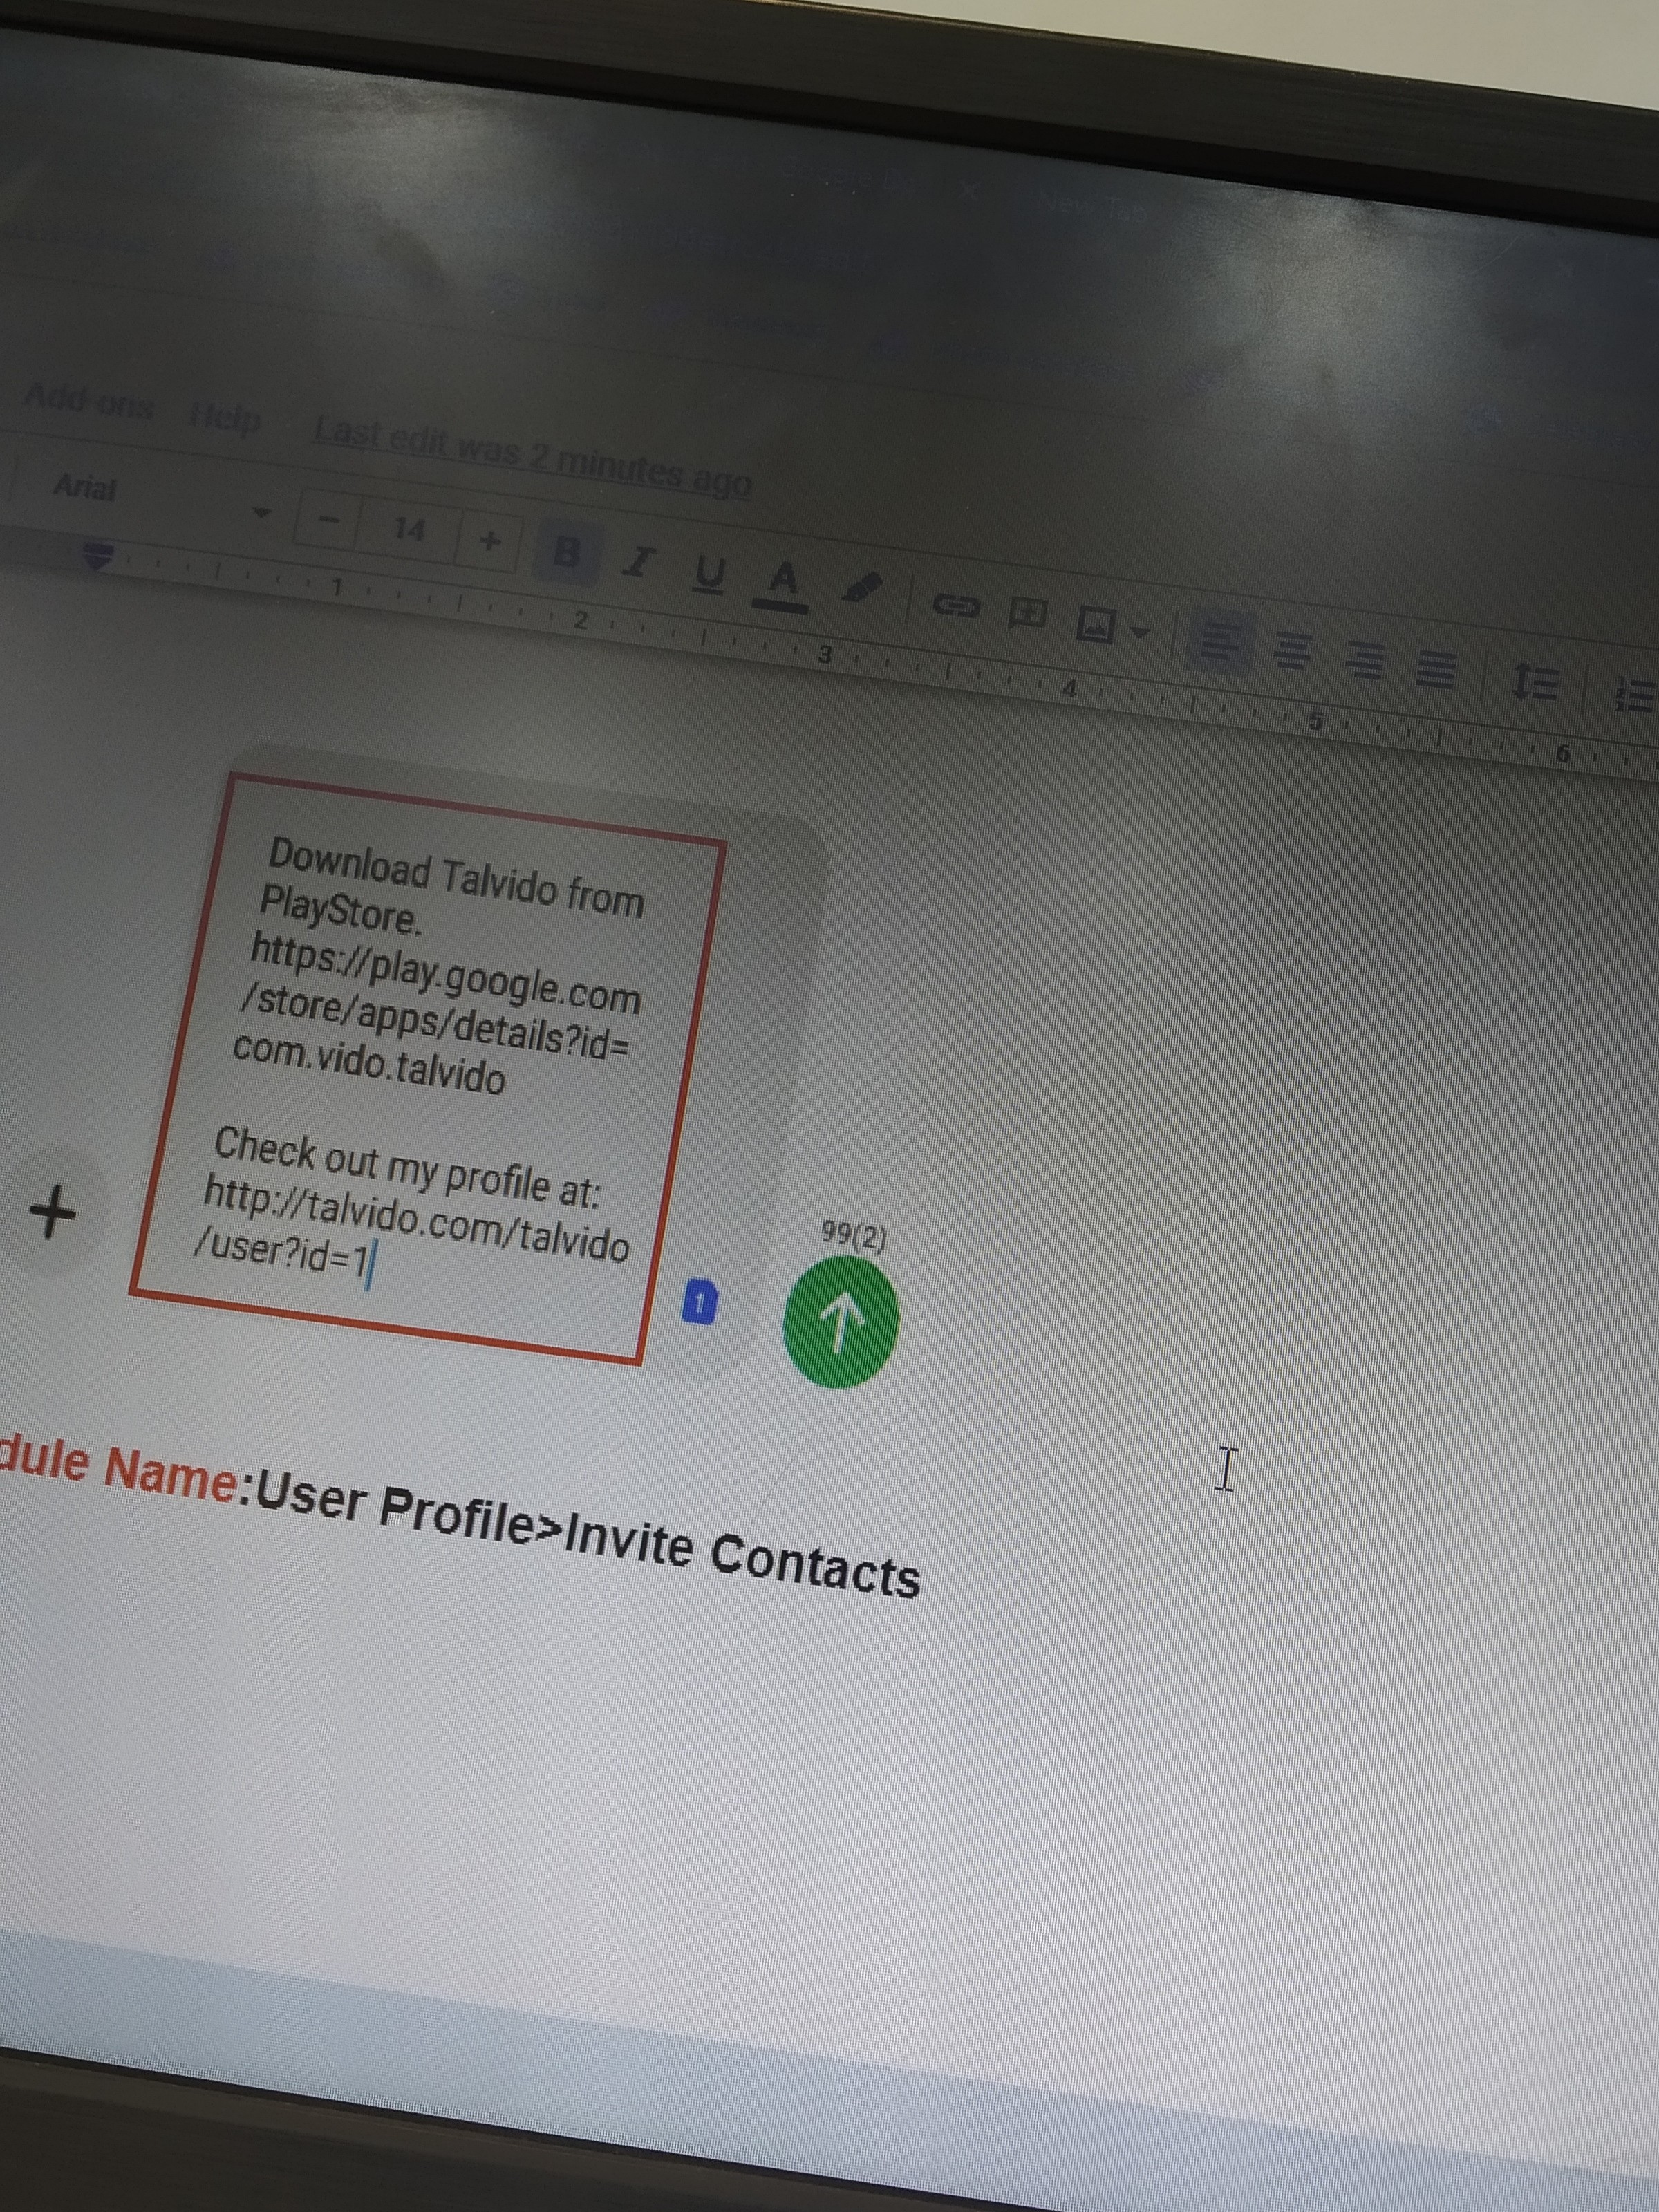 Add-ons Help Last edit was 2 minutes ago
Arial - 14 + B I U A
1 2 3 4 5 6
Download Talvido from
PlayStore.
https://play.google.com
/store/apps/details?id=
com.vido.talvido
Check out my profile at:
http://talvido.com/talvido
/user?id=1
+
1
99(2)
dule Name:User Profile>Invite Contacts